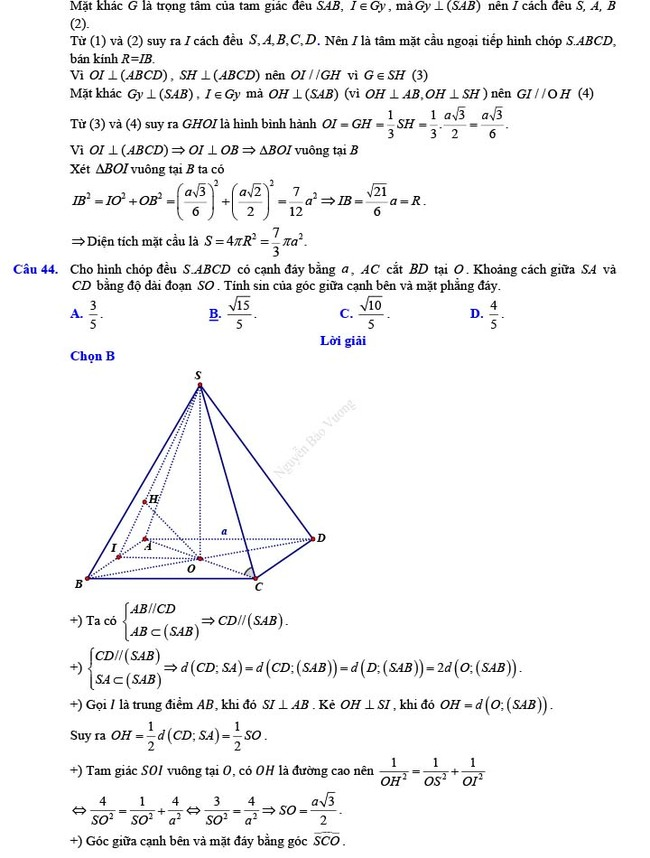 Mặt khác G là trọng tâm của tam giác đều SAB, I ∈ Gy, mà Gy ⊥ (SAB) nên I cách đều S, A, B
(2).
Từ (1) và (2) suy ra I cách đều S, A, B, C, D. Nên I là tâm mặt cầu ngoại tiếp hình chóp S.ABCD,
bán kính R=IB.
Vì OI ⊥ (ABCD), SH ⊥ (ABCD) nên OI // GH vì G ∈ SH (3)
Mặt khác Gy ⊥ (SAB), I ∈ Gy mà OH ⊥ (SAB) (vì OH ⊥ AB, OH ⊥ SH) nên GI // OH (4)
Từ (3) và (4) suy ra GHOI là hình bình hành OI = GH = 1/3 SH = 1/3 . a√3/2 = a√3/6.
Vì OI ⊥ (ABCD) ⇒ OI ⊥ OB ⇒ ΔBOI vuông tại B
Xét ΔBOI vuông tại B ta có
IB² = IO² + OB² = (a√3/6)² + (a√2/2)² = 7/12 a² ⇒ IB = √21/6 a = R.
⇒ Diện tích mặt cầu là S = 4πR² = 7/3 πa².
Câu 44. Cho hình chóp đều S.ABCD có cạnh đáy bằng a, AC cắt BD tại O. Khoảng cách giữa SA và
CD bằng độ dài đoạn SO. Tính sin của góc giữa cạnh bên và mặt phẳng đáy.
A. 3/5. B. √15/5. C. √10/5. D. 4/5.
Lời giải
Chọn B
S
Nguyễn Bảo Vương
H
a
D
I
A
O
B
C
+) Ta có { AB//CD; AB ⊂ (SAB) ⇒ CD//(SAB).
+) { CD//(SAB); SA ⊂ (SAB) ⇒ d(CD; SA) = d(CD; (SAB)) = d(D; (SAB)) = 2d(O; (SAB)).
+) Gọi I là trung điểm AB, khi đó SI ⊥ AB. Kẻ OH ⊥ SI, khi đó OH = d(O; (SAB)).
Suy ra OH = 1/2 d(CD; SA) = 1/2 SO.
+) Tam giác SOI vuông tại O, có OH là đường cao nên 1/OH² = 1/OS² + 1/OI²
⇔ 4/SO² = 1/SO² + 4/a² ⇔ 3/SO² = 4/a² ⇒ SO = a√3/2.
+) Góc giữa cạnh bên và mặt đáy bằng góc SCO.